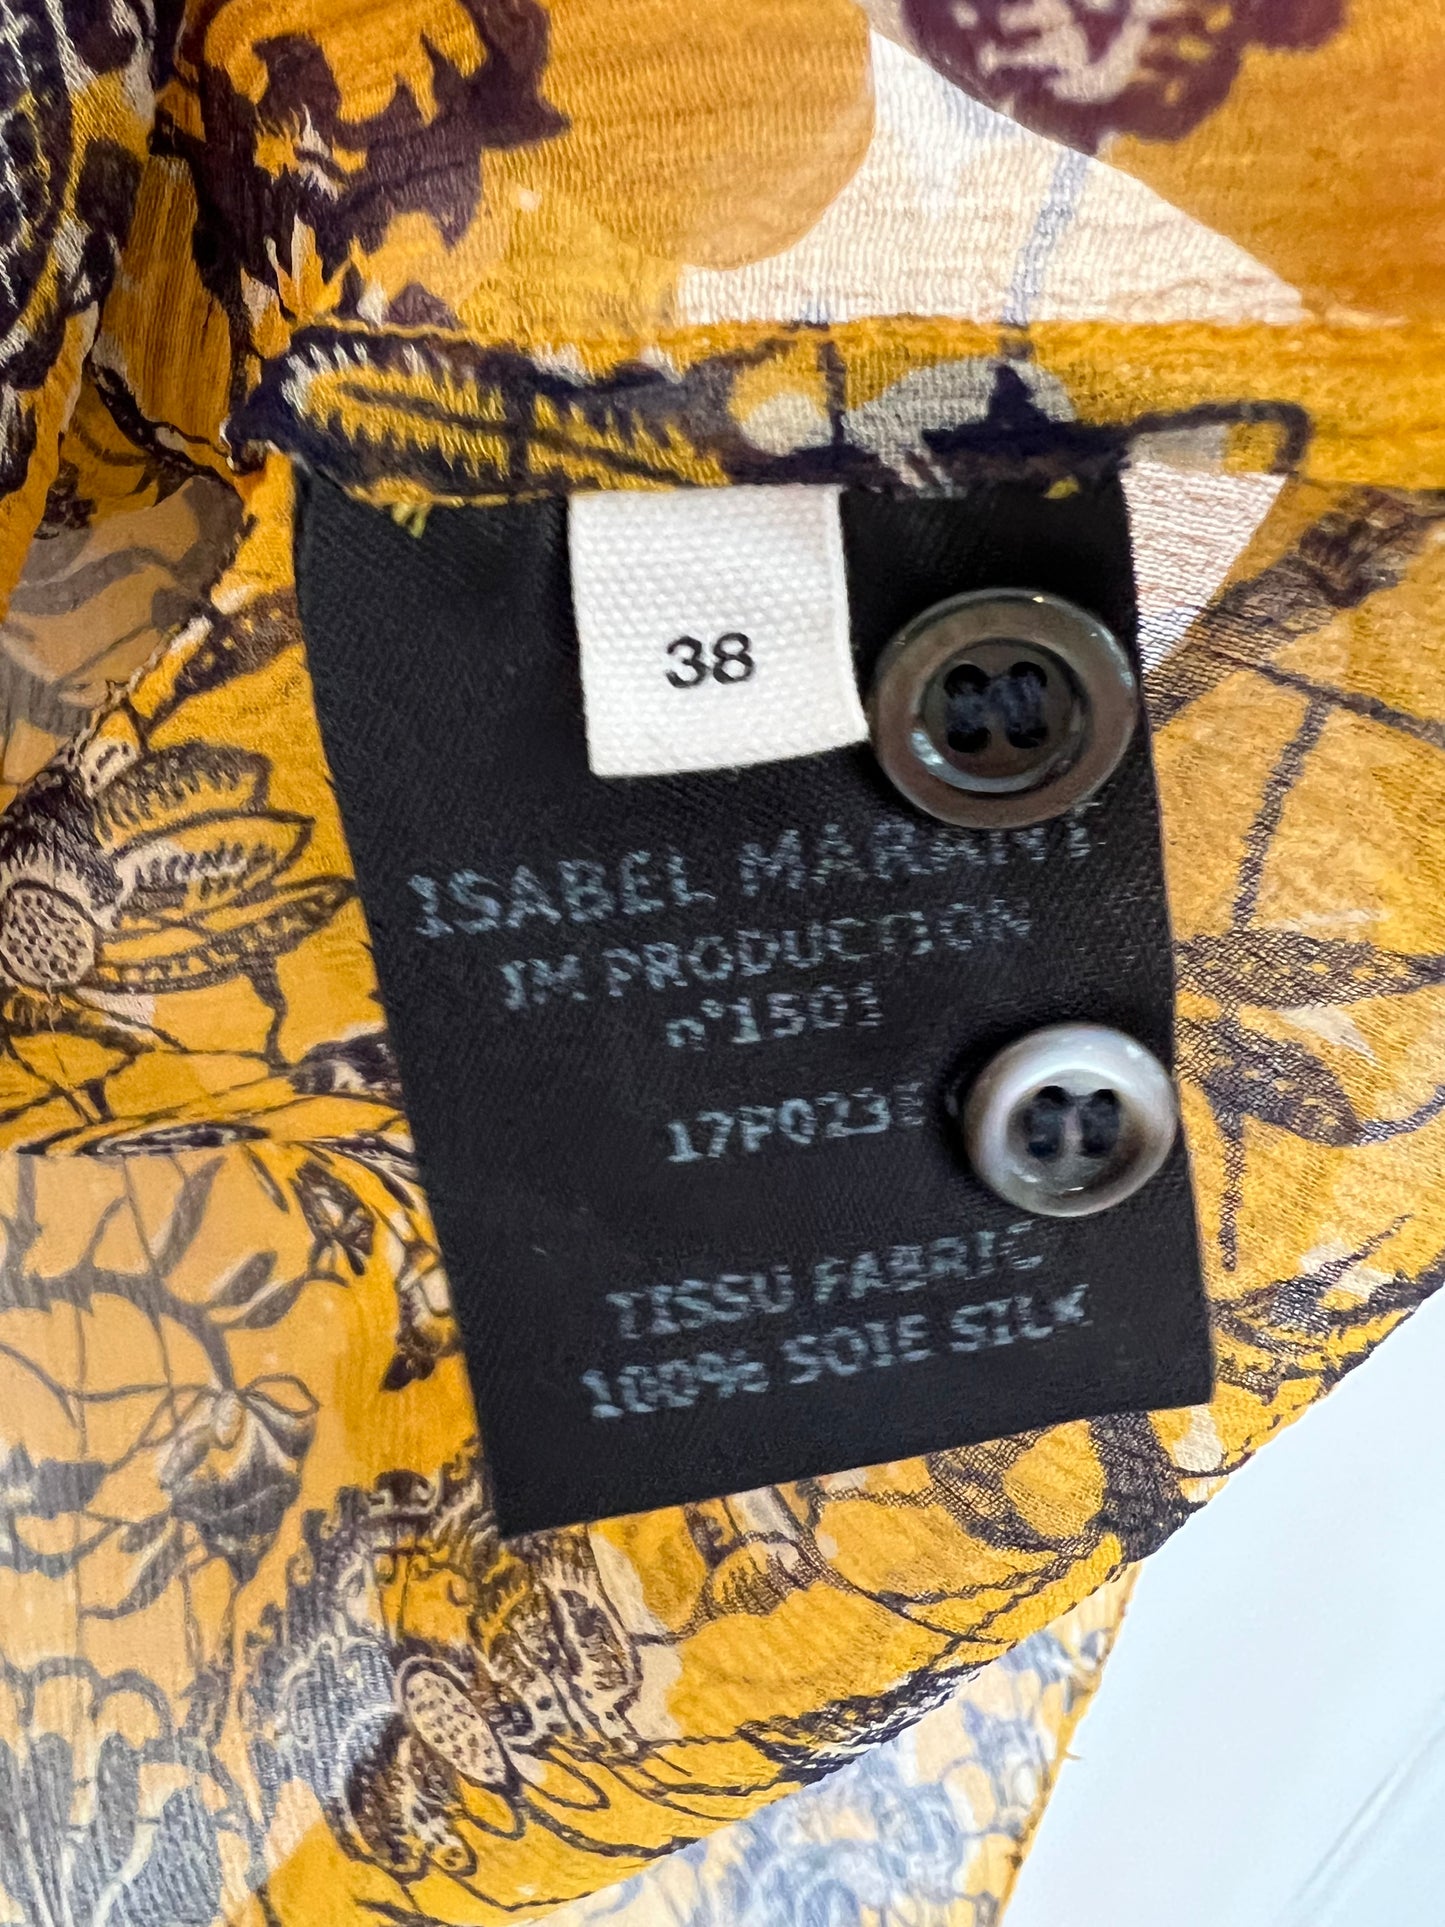 38
ISABEL MARANT
IM PRODUCTION
n°1501
TISSU FABRIC
100% SOIE SILK